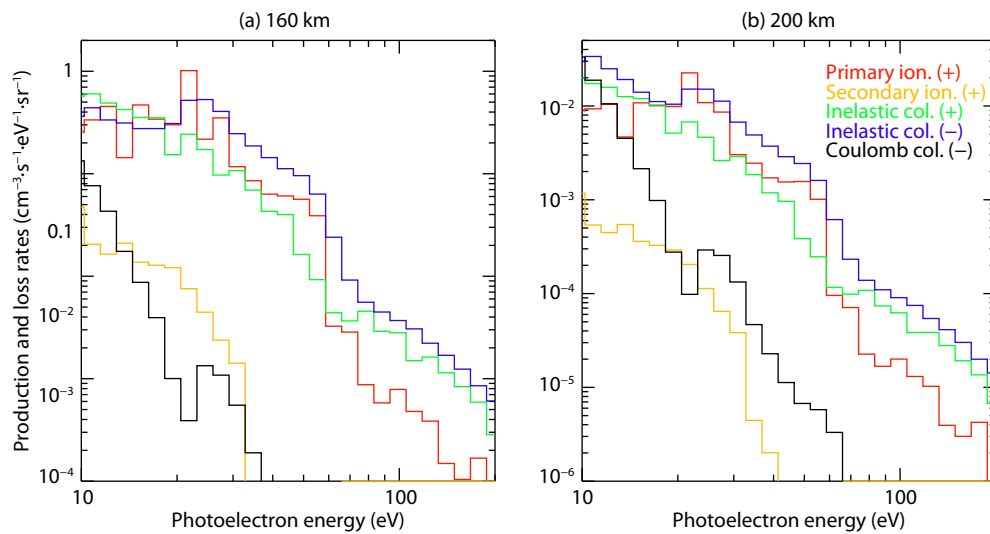 (a) 160 km
Production and loss rates (cm⁻³·s⁻¹·eV⁻¹·sr⁻¹)
1
0.1
10⁻²
10⁻³
10⁻⁴
10
100
Photoelectron energy (eV)
(b) 200 km
Primary ion. (+)
Secondary ion. (+)
Inelastic col. (+)
Inelastic col. (−)
Coulomb col. (−)
10⁻²
10⁻³
10⁻⁴
10⁻⁵
10⁻⁶
10
100
Photoelectron energy (eV)